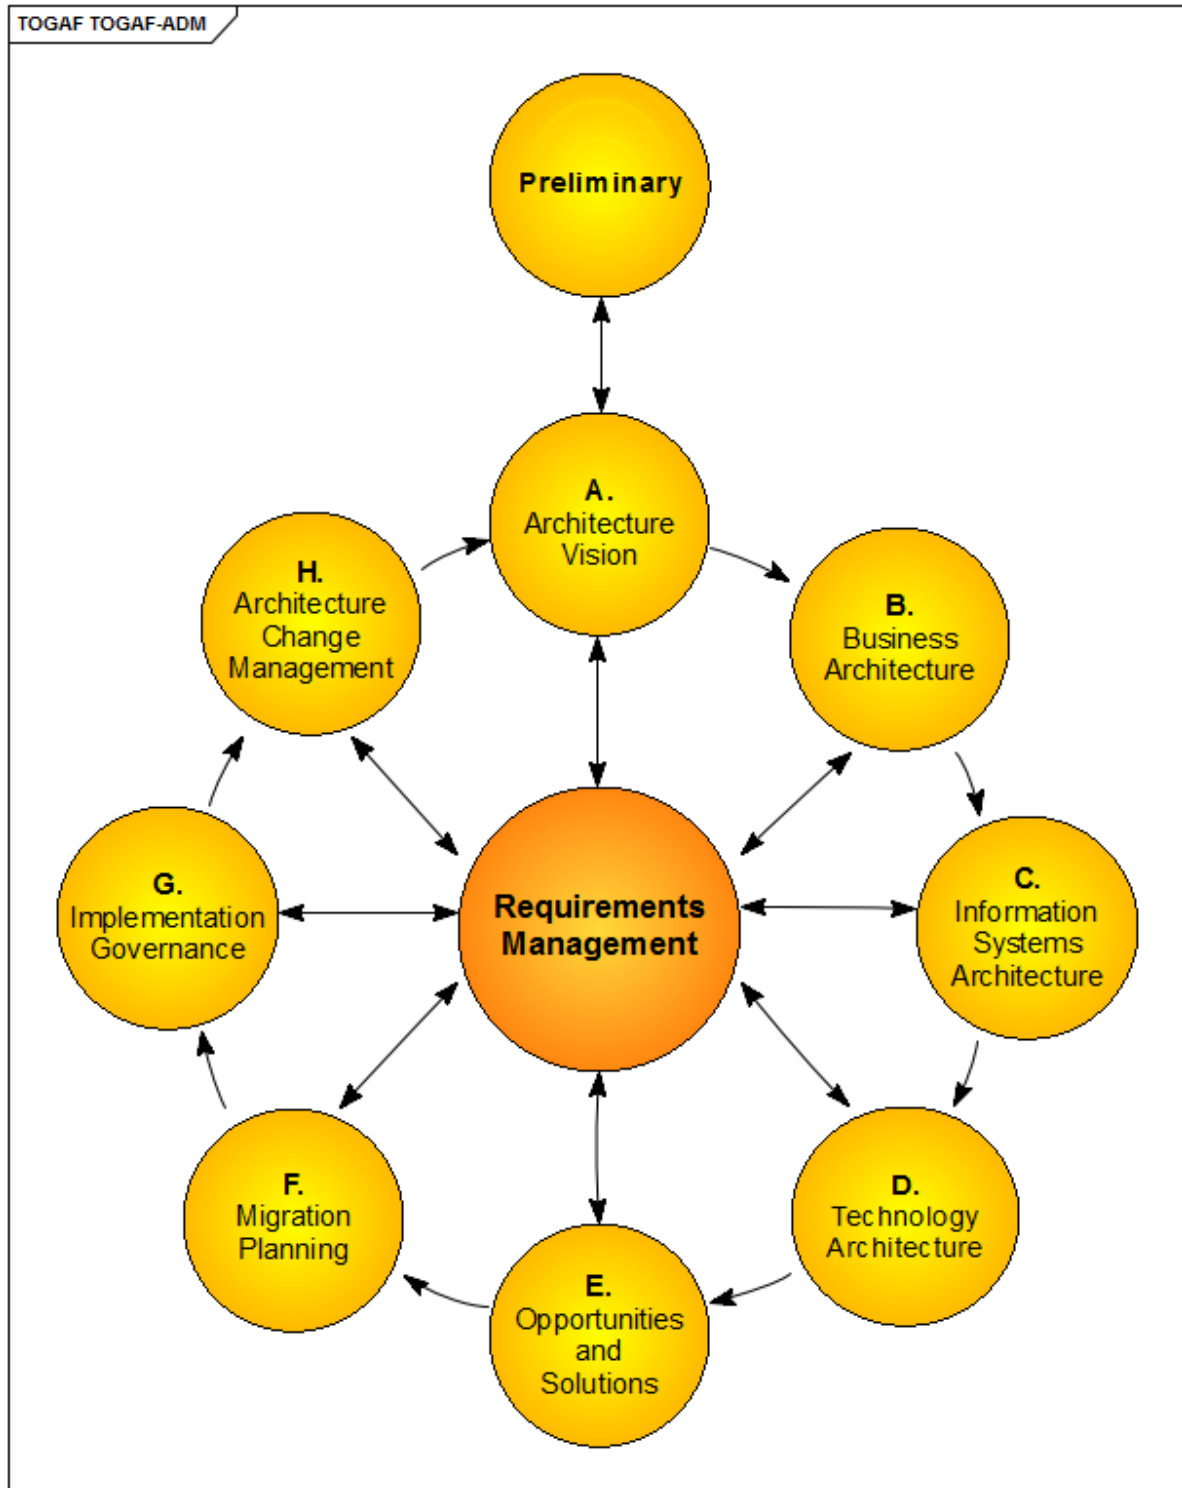 TOGAF TOGAF-ADM
Preliminary
A.
Architecture
Vision
B.
Business
Architecture
C.
Information
Systems
Architecture
D.
Technology
Architecture
E.
Opportunities
and
Solutions
F.
Migration
Planning
G.
Implementation
Governance
H.
Architecture
Change
Management
Requirements
Management